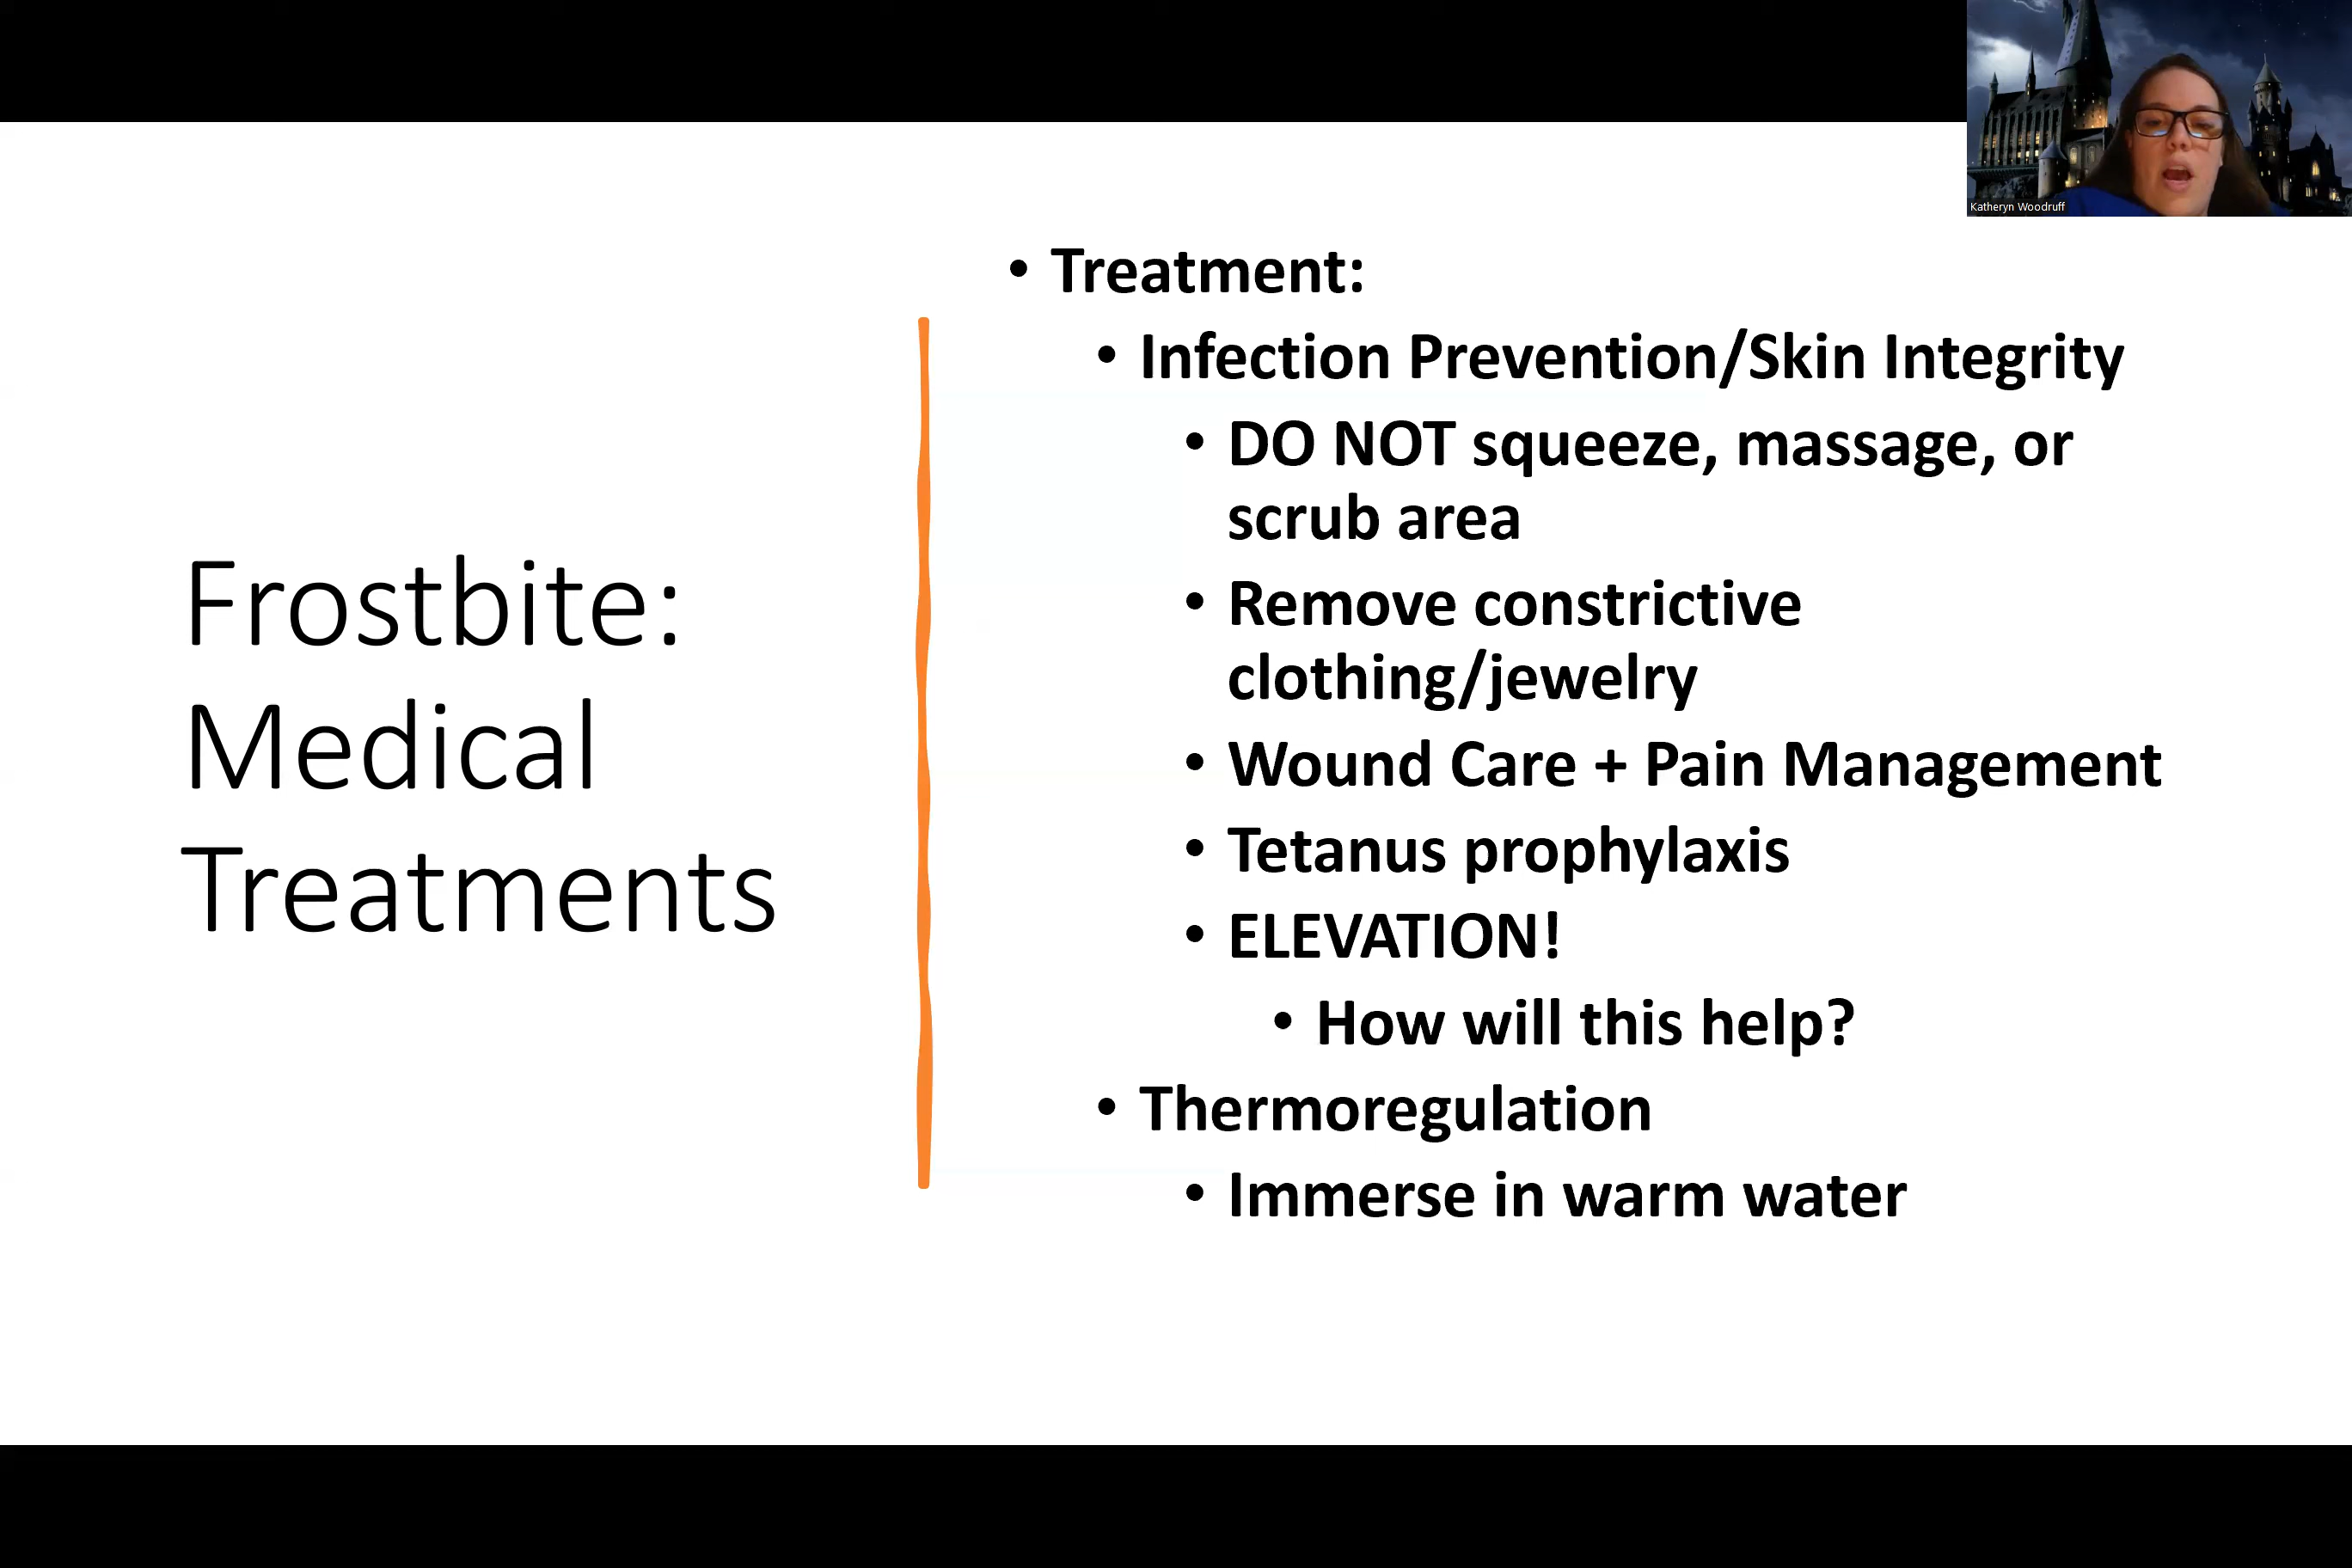 Katheryn Woodruff
Frostbite:
Medical
Treatments
• Treatment:
• Infection Prevention/Skin Integrity
• DO NOT squeeze, massage, or
scrub area
• Remove constrictive
clothing/jewelry
• Wound Care + Pain Management
• Tetanus prophylaxis
• ELEVATION!
• How will this help?
• Thermoregulation
• Immerse in warm water